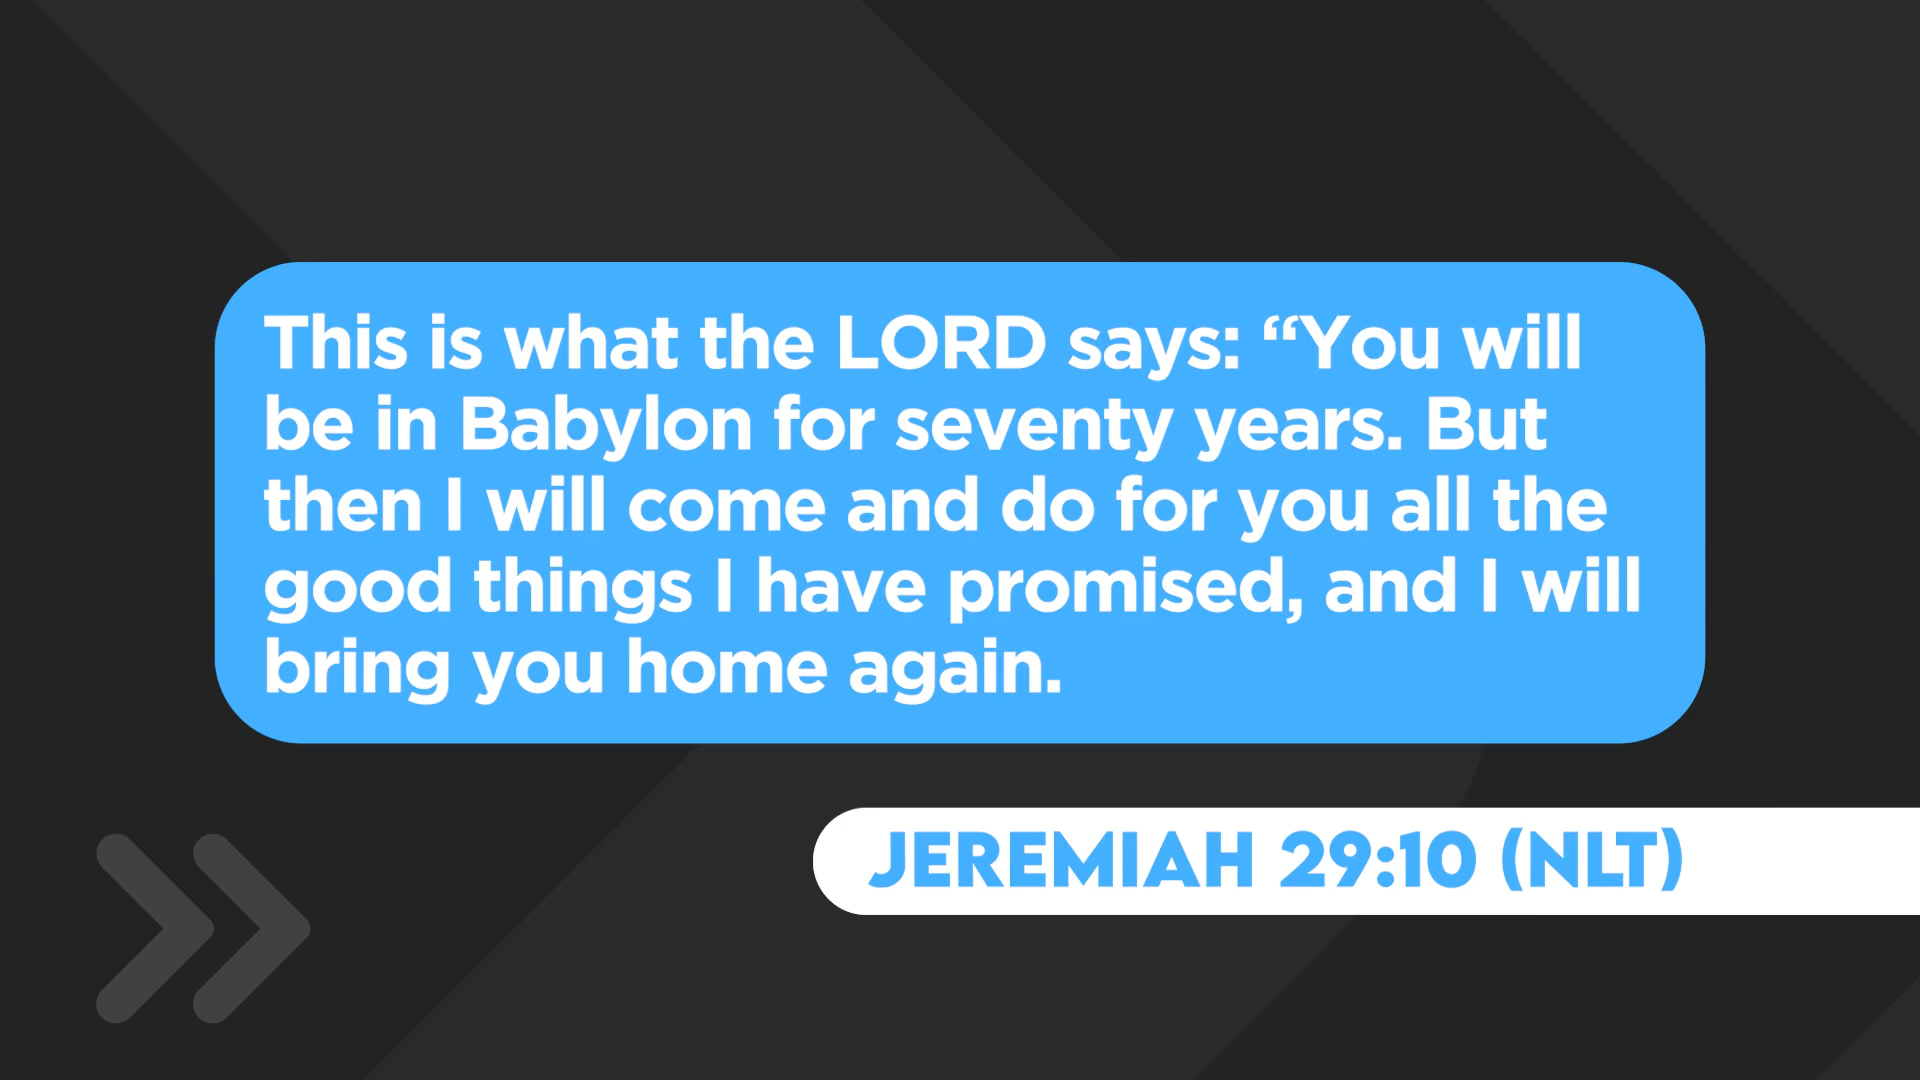 This is what the LORD says: “You will
be in Babylon for seventy years. But
then I will come and do for you all the
good things I have promised, and I will
bring you home again.
JEREMIAH 29:10 (NLT)